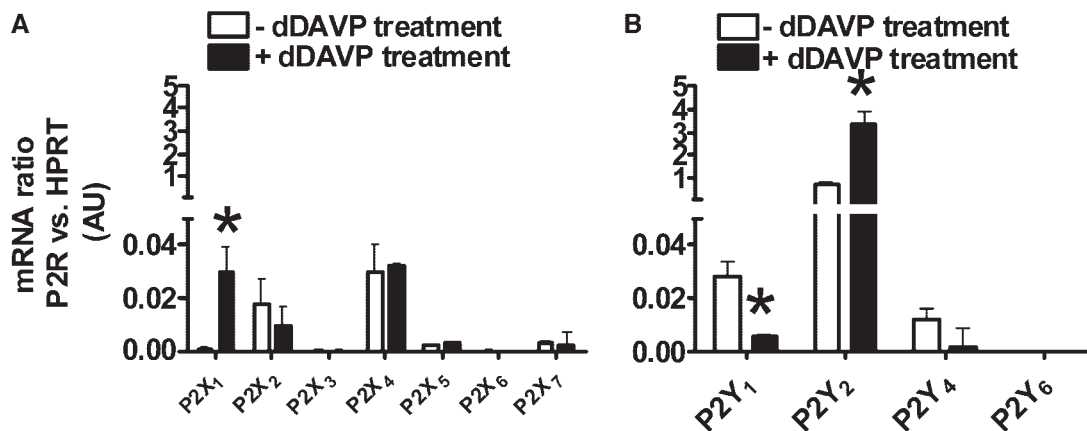 A
- dDAVP treatment
+ dDAVP treatment
mRNA ratio
P2R vs. HPRT
(AU)
5
4
3
2
1
0.04
0.02
0.00
*
P2X1
P2X2
P2X3
P2X4
P2X5
P2X6
P2X7
B
- dDAVP treatment
+ dDAVP treatment
5
4
3
2
1
0.04
0.02
0.00
*
*
P2Y1
P2Y2
P2Y4
P2Y6